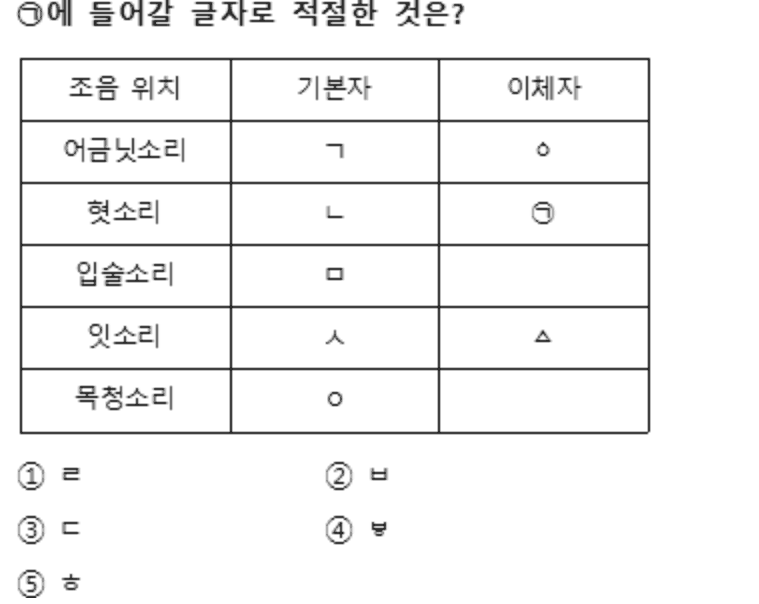 ㉠에 들어갈 글자로 적절한 것은?
조음 위치 기본자 이체자
어금닛소리 ㄱ ㆁ
혓소리 ㄴ ㉠
입술소리 ㅁ
잇소리 ㅅ ㅿ
목청소리 ㅇ
① ㄹ ② ㅂ
③ ㄷ ④ ㅸ
⑤ ㅎ